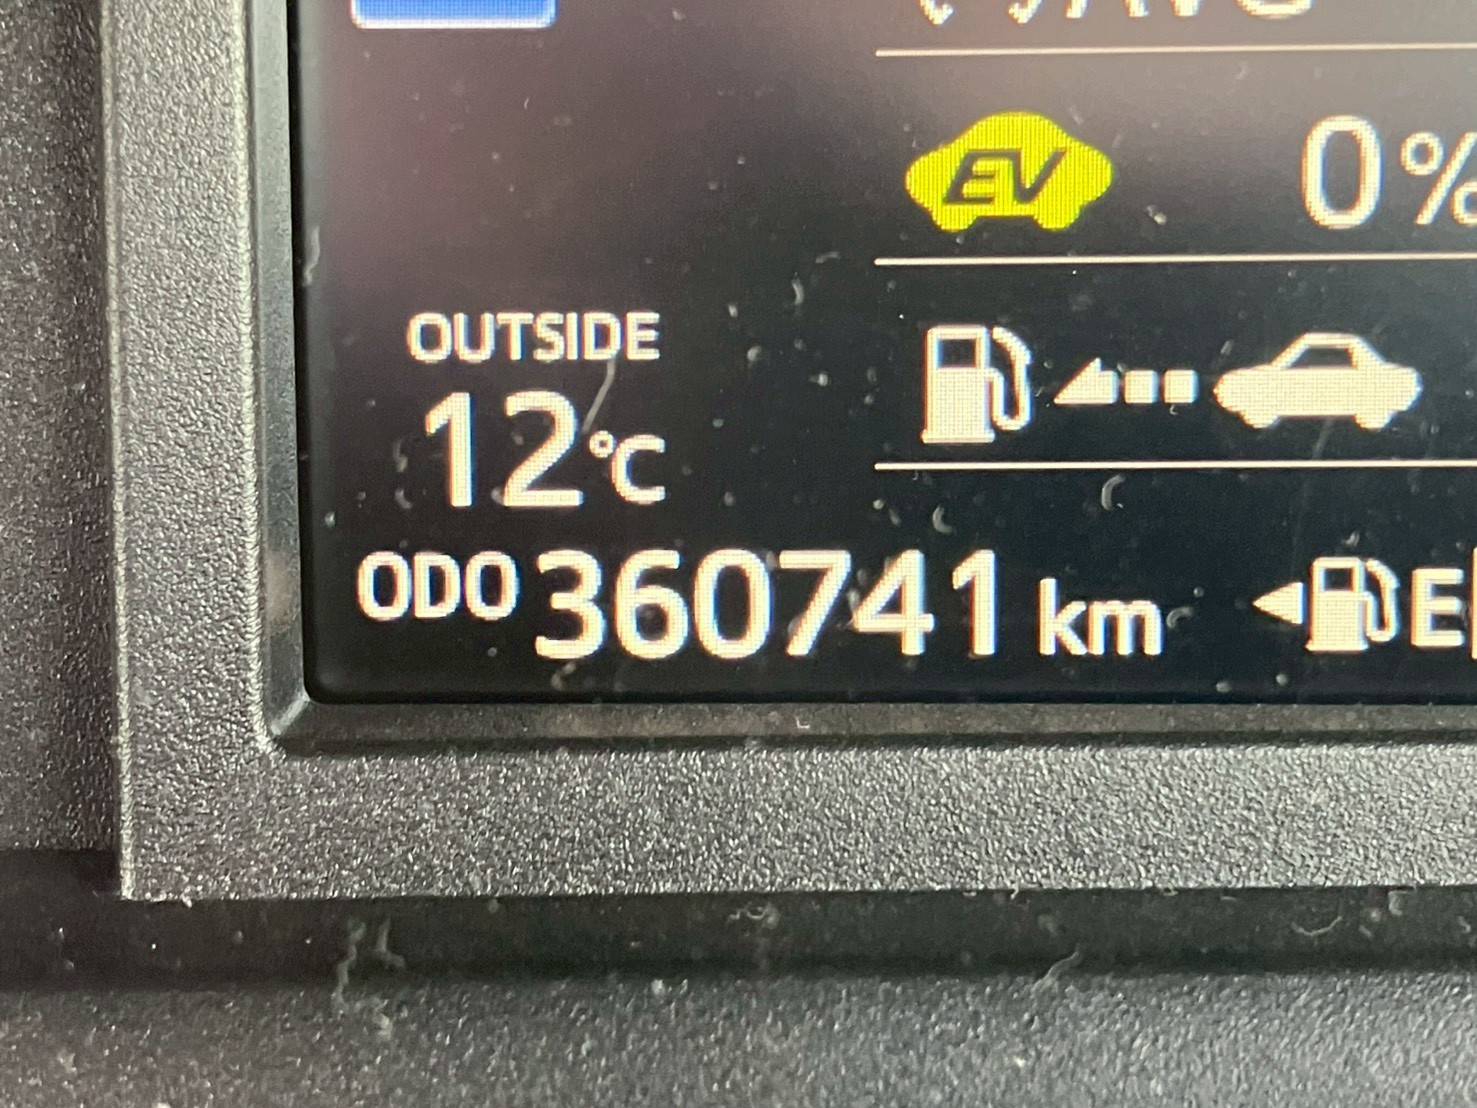 EV 0%
OUTSIDE
12°C
ODO 360741 km
E